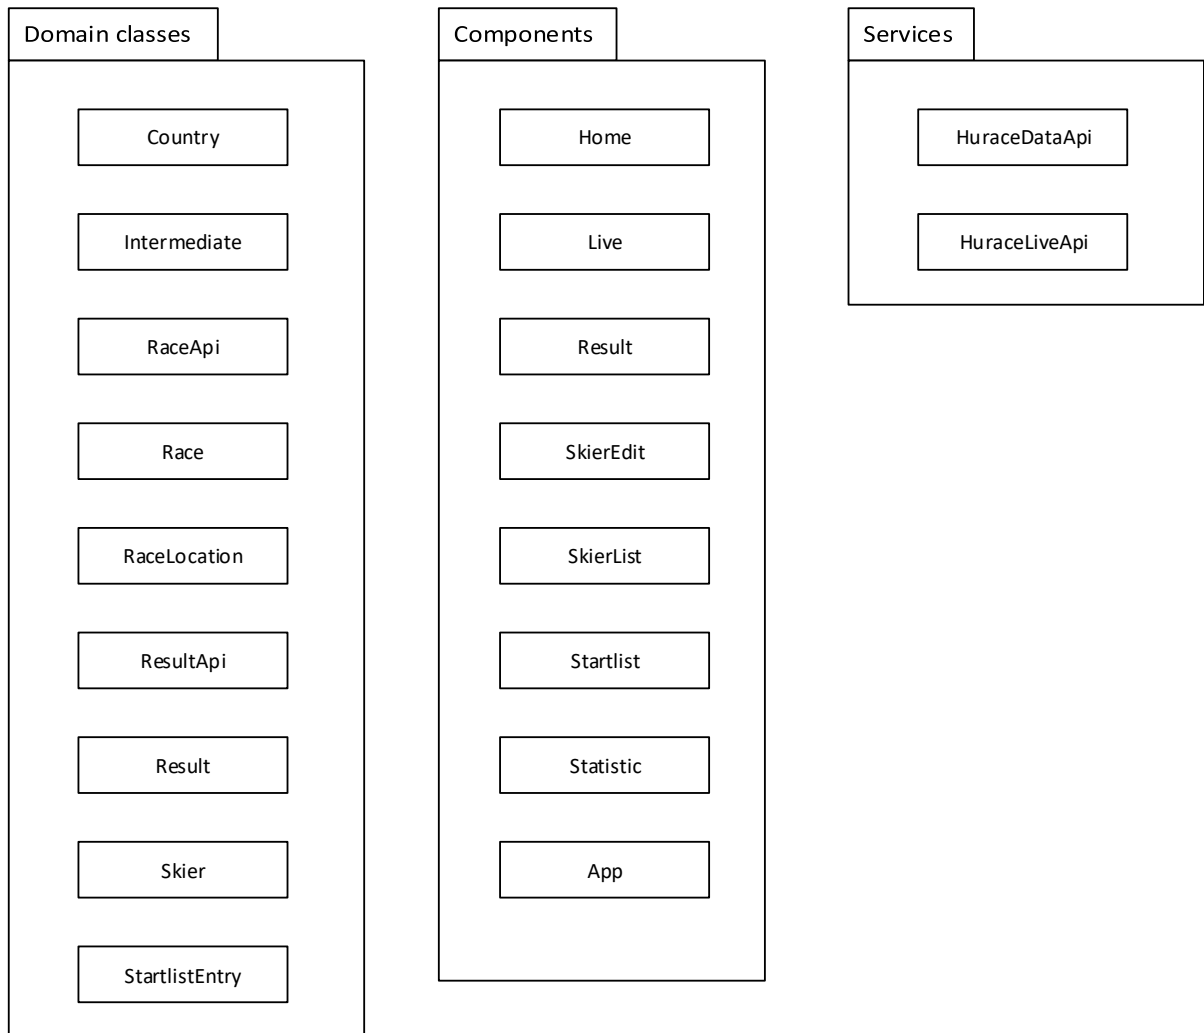 Domain classes
Country
Intermediate
RaceApi
Race
RaceLocation
ResultApi
Result
Skier
StartlistEntry
Components
Home
Live
Result
SkierEdit
SkierList
Startlist
Statistic
App
Services
HuraceDataApi
HuraceLiveApi